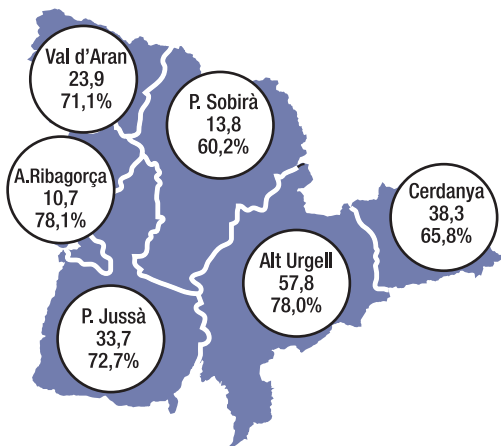 Val d'Aran
23,9
71,1%
P. Sobirà
13,8
60,2%
A.Ribagorça
10,7
78,1%
Cerdanya
38,3
65,8%
Alt Urgell
57,8
78,0%
P. Jussà
33,7
72,7%